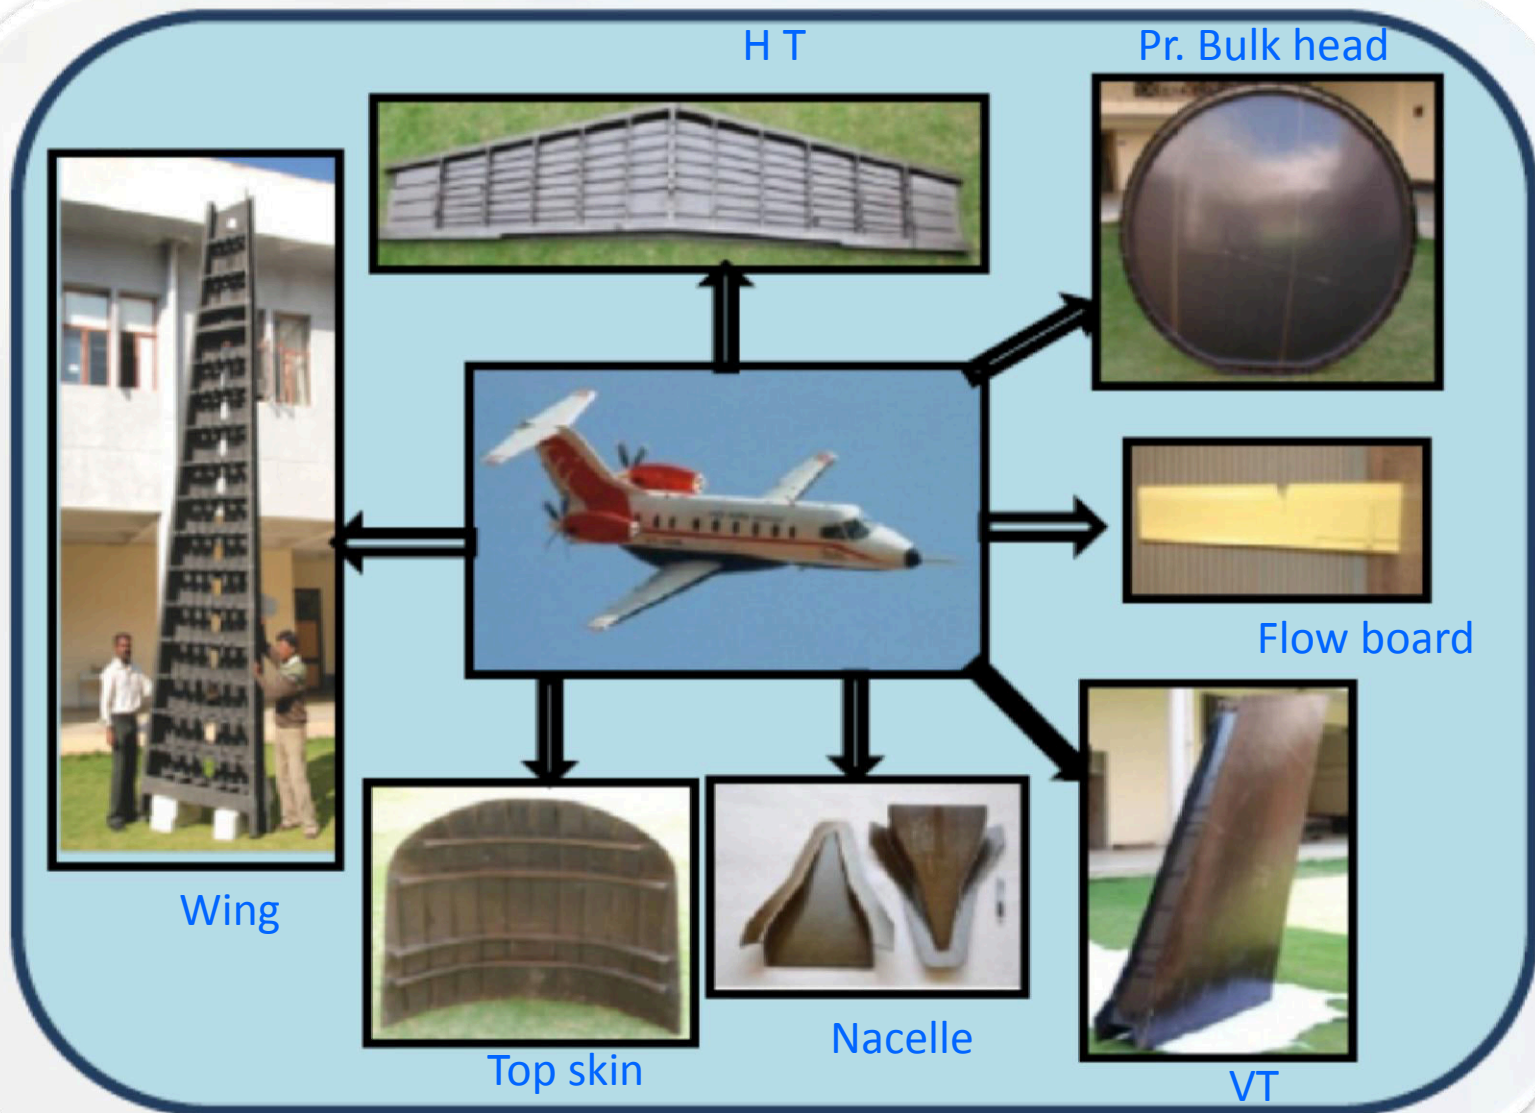 H T
Pr. Bulk head
Flow board
Wing
Top skin
Nacelle
VT